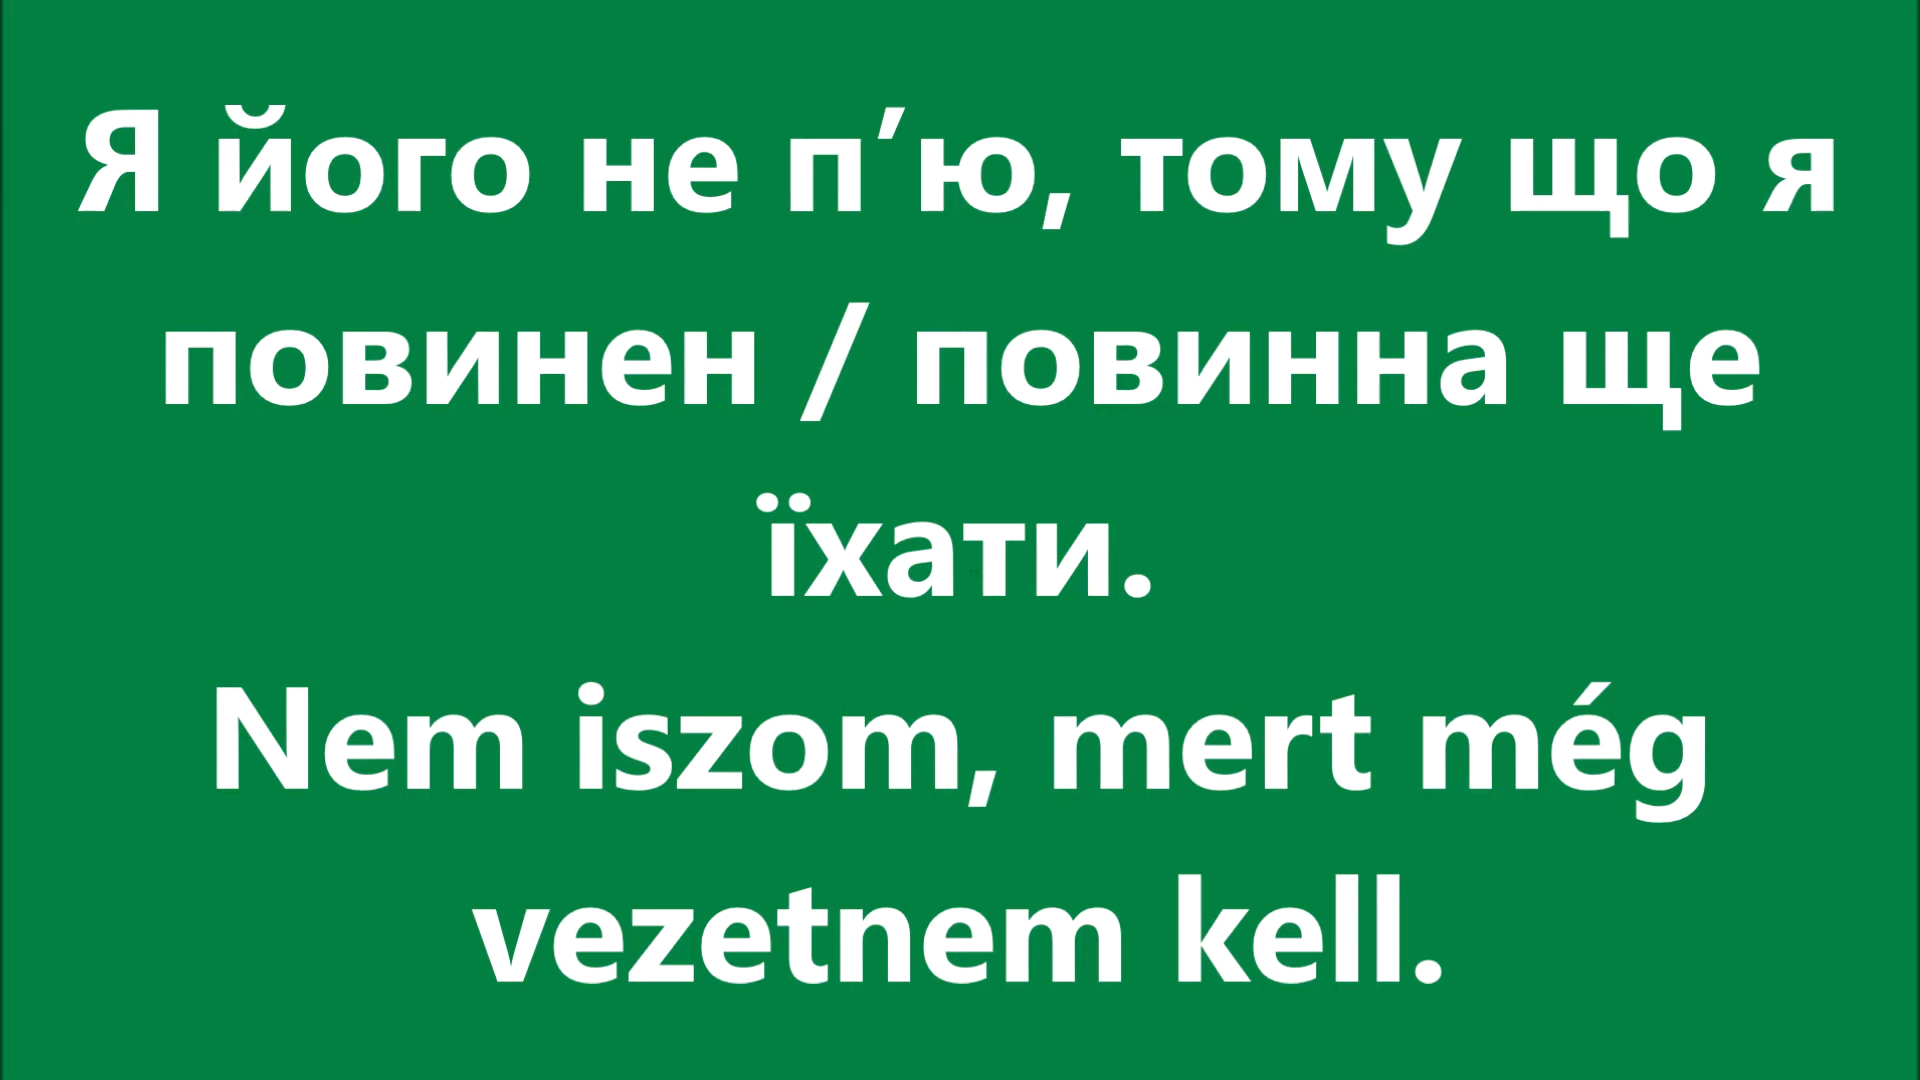 Я його не п’ю, тому що я
повинен / повинна ще
їхати.
Nem iszom, mert még
vezetnem kell.